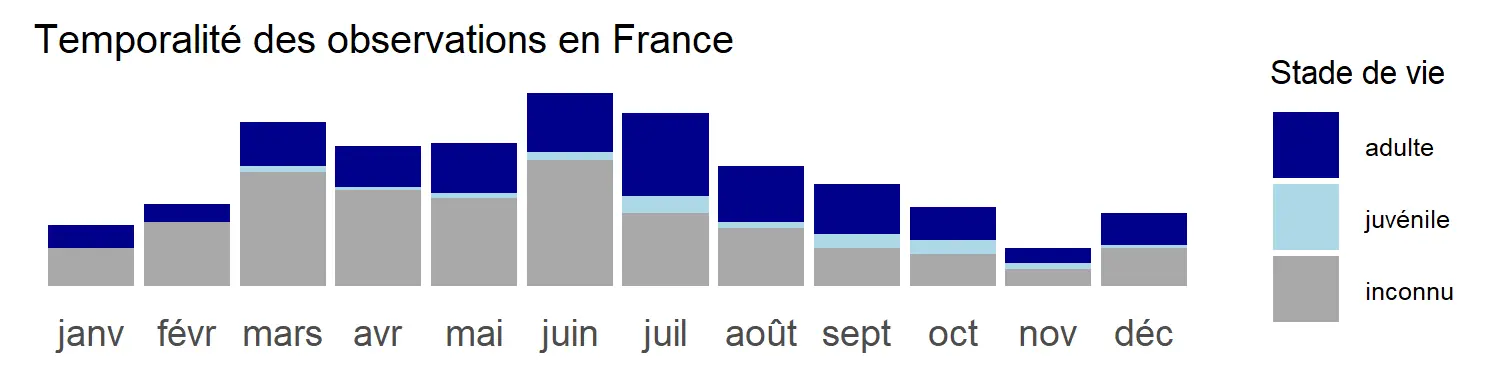 Temporalité des observations en France
Stade de vie
adulte
juvénile
inconnu
janv févr mars avr mai juin juil août sept oct nov déc